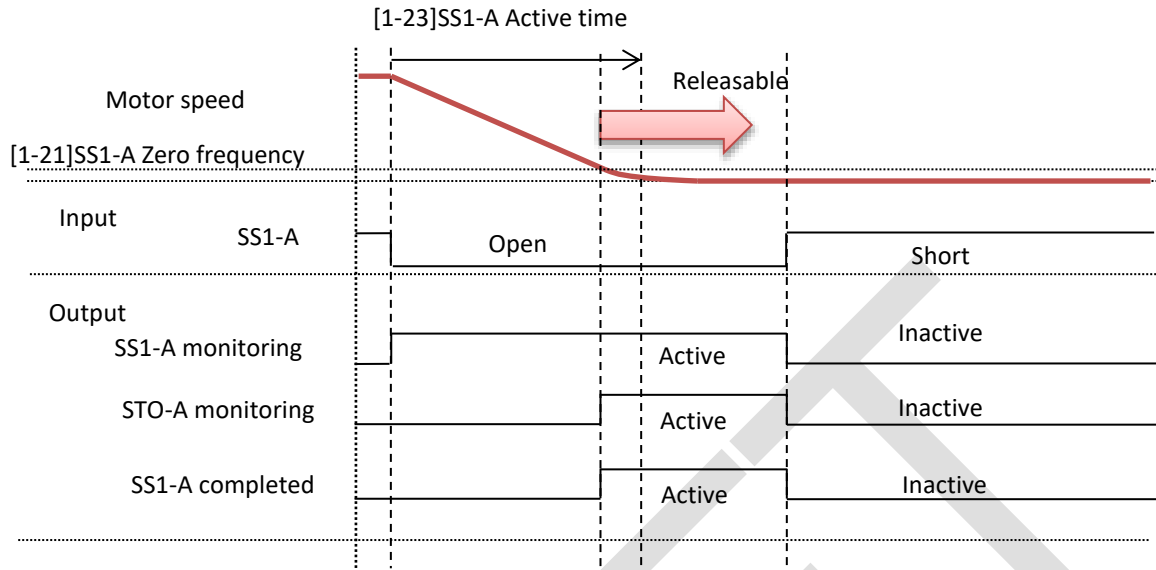 [1-23]SS1-A Active time
Releasable
Motor speed
[1-21]SS1-A Zero frequency
Input
SS1-A
Open
Short
Output
SS1-A monitoring
Active
Inactive
STO-A monitoring
Active
Inactive
SS1-A completed
Active
Inactive